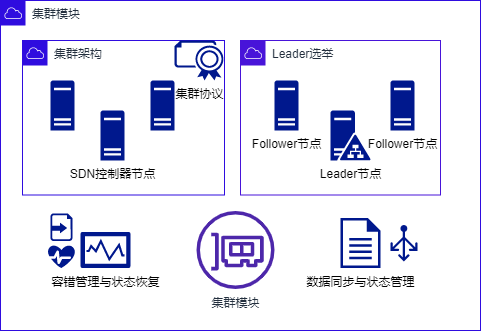 集群模块
集群架构
集群协议
SDN控制器节点
Leader选举
Follower节点
Follower节点
Leader节点
容错管理与状态恢复
集群模块
数据同步与状态管理